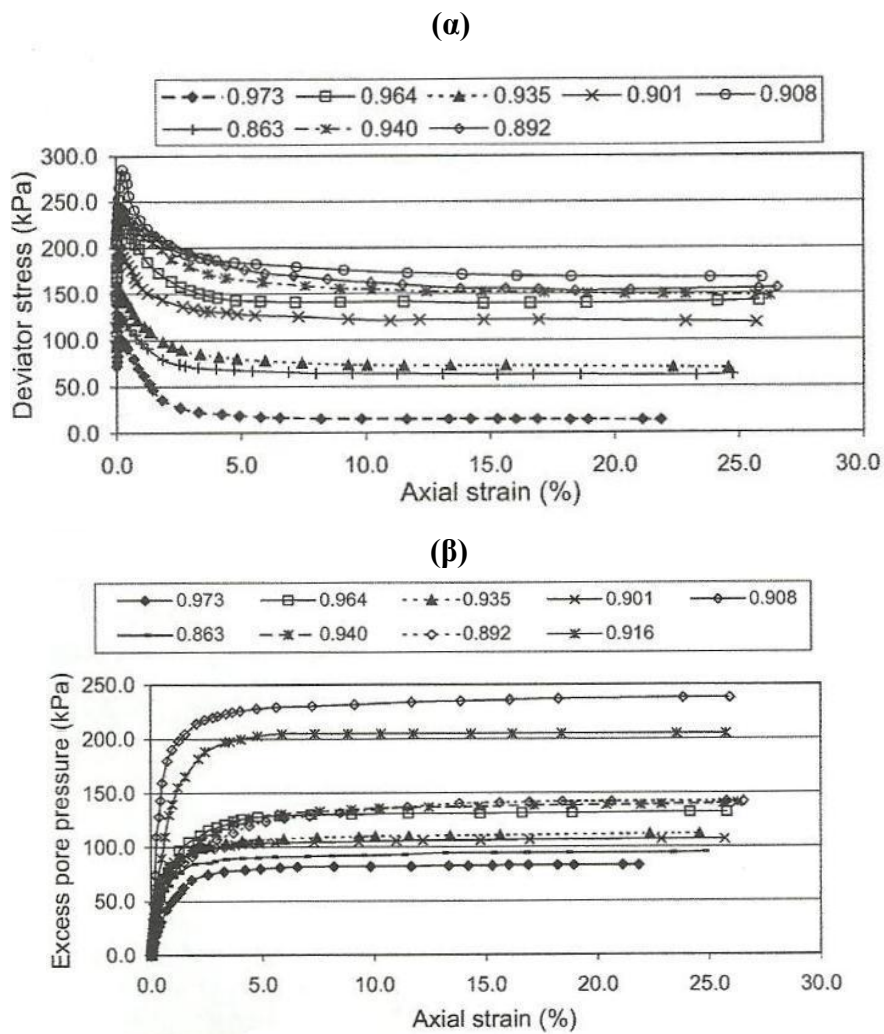 (α)
0.973 0.964 0.935 0.901 0.908
0.863 0.940 0.892
Deviator stress (kPa)
300.0
250.0
200.0
150.0
100.0
50.0
0.0
0.0 5.0 10.0 15.0 20.0 25.0 30.0
Axial strain (%)
(β)
0.973 0.964 0.935 0.901 0.908
0.863 0.940 0.892 0.916
Excess pore pressure (kPa)
250.0
200.0
150.0
100.0
50.0
0.0
0.0 5.0 10.0 15.0 20.0 25.0 30.0
Axial strain (%)